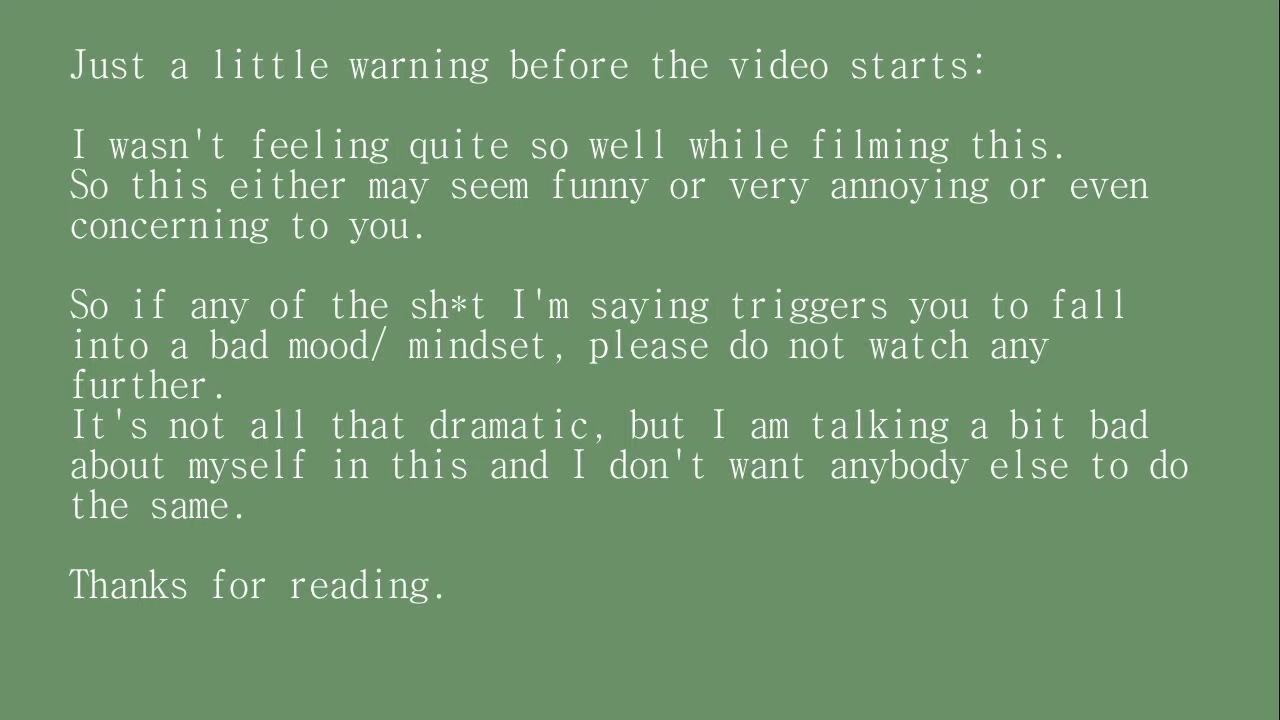 Just a little warning before the video starts:
I wasn't feeling quite so well while filming this.
So this either may seem funny or very annoying or even
concerning to you.
So if any of the sh*t I'm saying triggers you to fall
into a bad mood/ mindset, please do not watch any
further.
It's not all that dramatic, but I am talking a bit bad
about myself in this and I don't want anybody else to do
the same.
Thanks for reading.